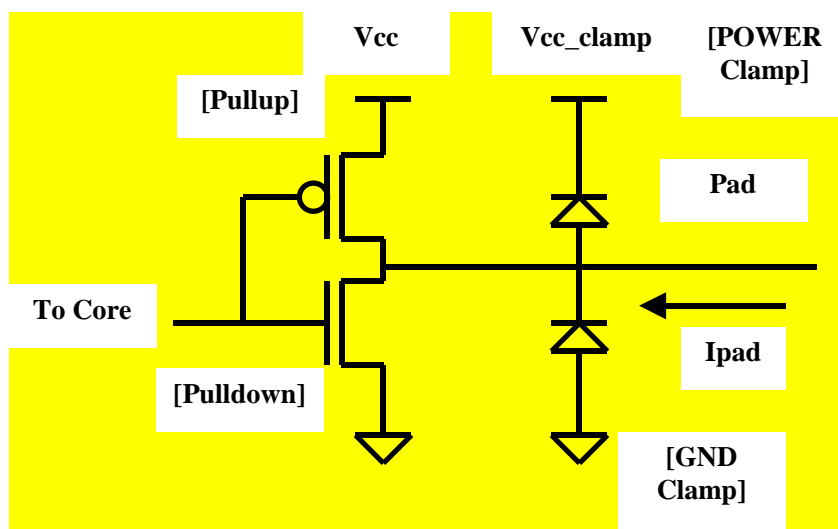 Vcc
Vcc_clamp
[POWER
Clamp]
[Pullup]
Pad
To Core
Ipad
[Pulldown]
[GND
Clamp]